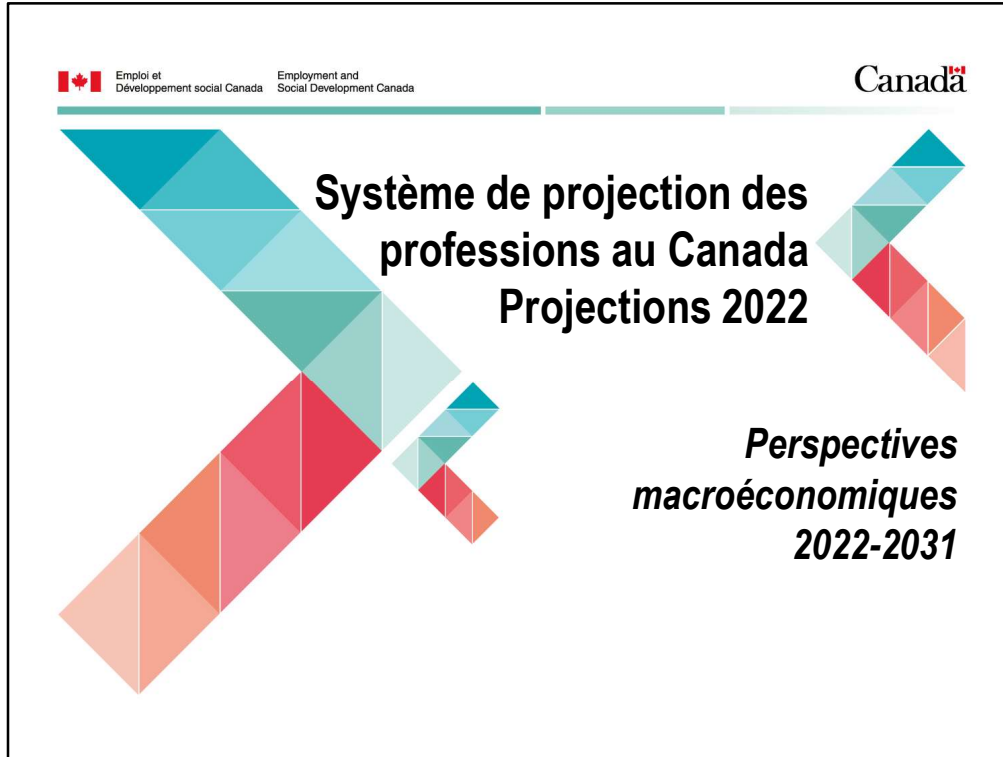 Emploi et
Développement social Canada
Employment and
Social Development Canada
Canada
Système de projection des
professions au Canada
Projections 2022
Perspectives
macroéconomiques
2022-2031